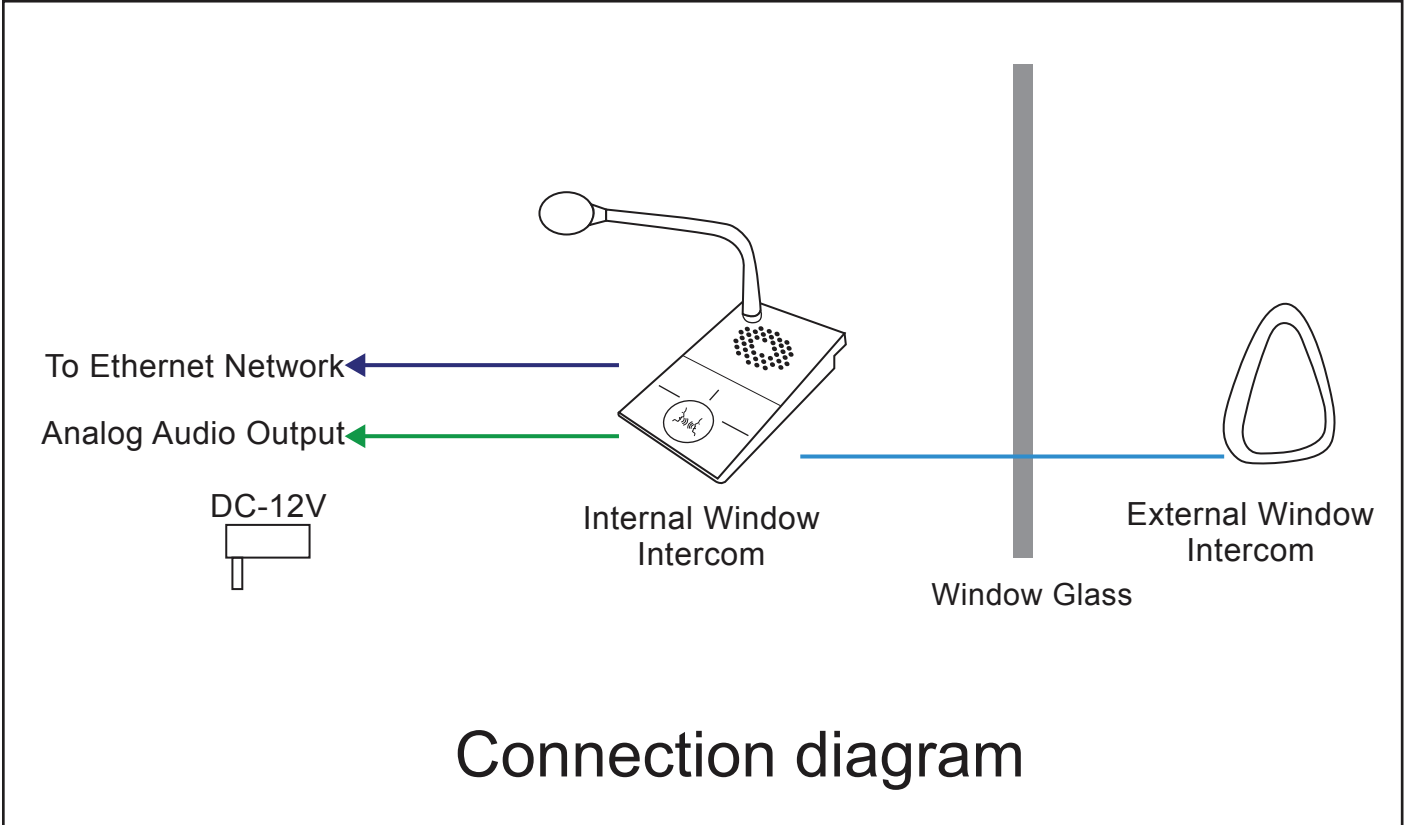 To Ethernet Network
Analog Audio Output
DC-12V
Internal Window
Intercom
External Window
Intercom
Window Glass
Connection diagram